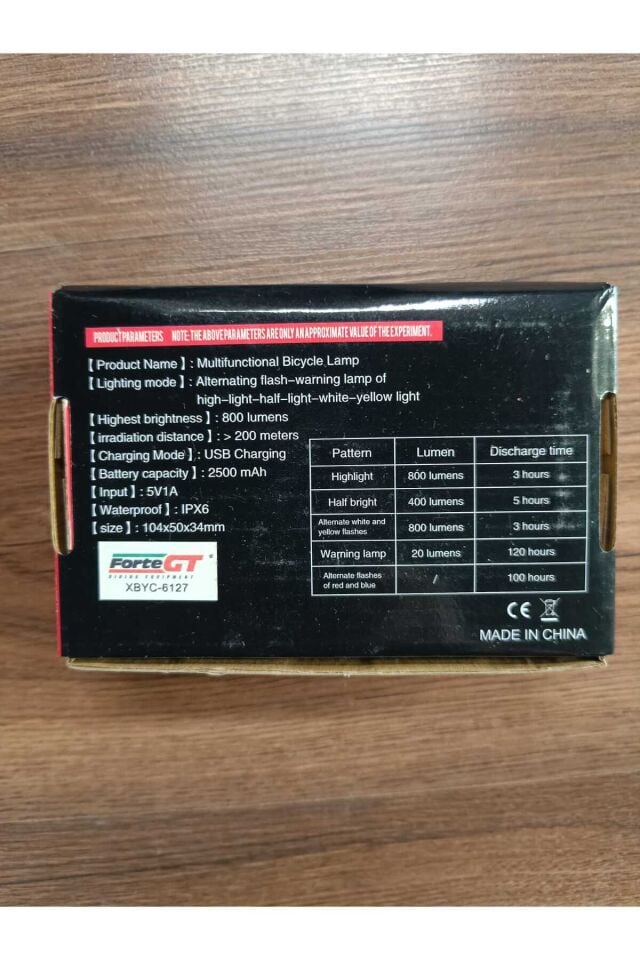 PRODUCT PARAMETERS NOTE: THE ABOVE PARAMETERS ARE ONLY AN APPROXIMATE VALUE OF THE EXPERIMENT.
【Product Name】: Multifunctional Bicycle Lamp
【Lighting mode】: Alternating flash-warning lamp of
high-light-half-light-white-yellow light
【Highest brightness】: 800 lumens
【irradiation distance】: > 200 meters
【Charging Mode】: USB Charging
【Battery capacity】: 2500 mAh
【Input】: 5V1A
【Waterproof】: IPX6
【size】: 104x50x34mm
Pattern Lumen Discharge time
Highlight 800 lumens 3 hours
Half bright 400 lumens 5 hours
Alternate white and
yellow flashes 800 lumens 3 hours
Warning lamp 20 lumens 120 hours
Alternate flashes
of red and blue / 100 hours
Forte GT ®
RIDING EQUIPMENT
XBYC-6127
CE
MADE IN CHINA